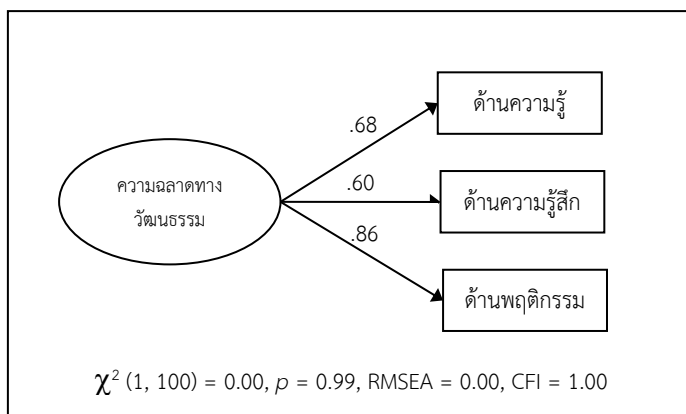 ด้านความรู้
.68
ความฉลาดทาง
วัฒนธรรม
.60
ด้านความรู้สึก
.86
ด้านพฤติกรรม
χ² (1, 100) = 0.00, p = 0.99, RMSEA = 0.00, CFI = 1.00